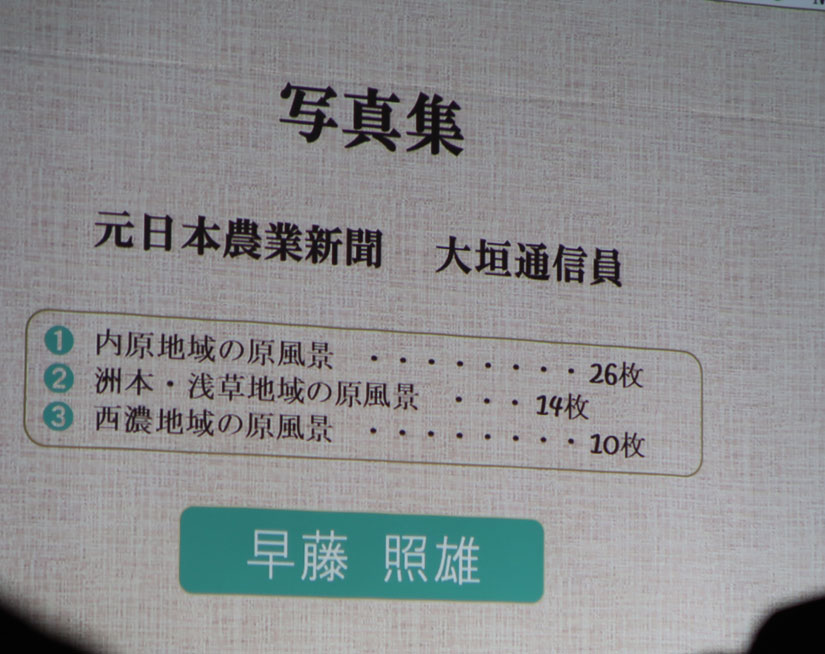 写真集
元日本農業新聞　大垣通信員
❶ 内原地域の原風景 ・・・・・・・・26枚
❷ 洲本・浅草地域の原風景 ・・・14枚
❸ 西濃地域の原風景 ・・・・・・・・10枚
早藤 照雄